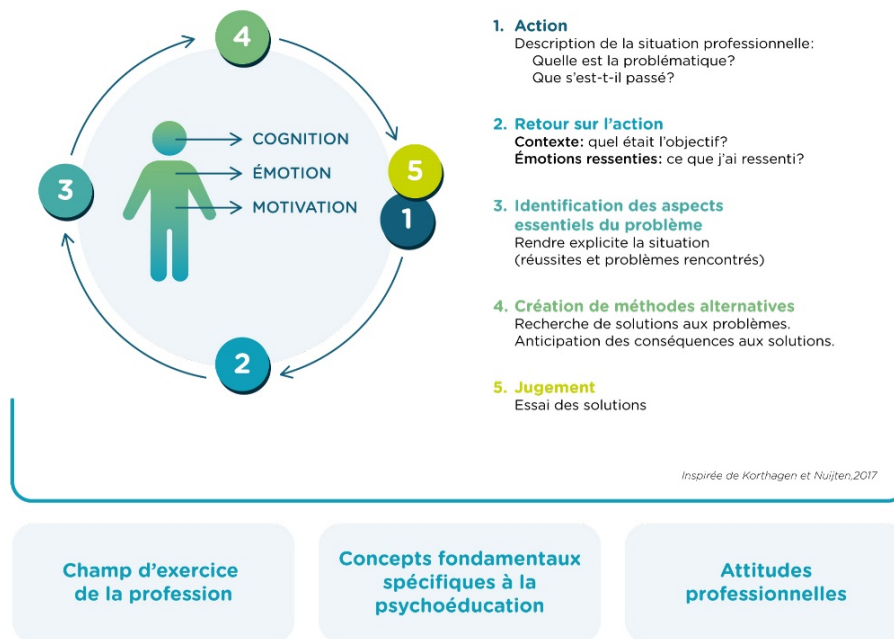 4
COGNITION
ÉMOTION
MOTIVATION
5
3
1
2
1. Action
Description de la situation professionnelle:
Quelle est la problématique?
Que s'est-t-il passé?
2. Retour sur l'action
Contexte: quel était l'objectif?
Émotions ressenties: ce que j'ai ressenti?
3. Identification des aspects
essentiels du problème
Rendre explicite la situation
(réussites et problèmes rencontrés)
4. Création de méthodes alternatives
Recherche de solutions aux problèmes.
Anticipation des conséquences aux solutions.
5. Jugement
Essai des solutions
Inspirée de Korthagen et Nuijten,2017
Champ d'exercice
de la profession
Concepts fondamentaux
spécifiques à la
psychoéducation
Attitudes
professionnelles